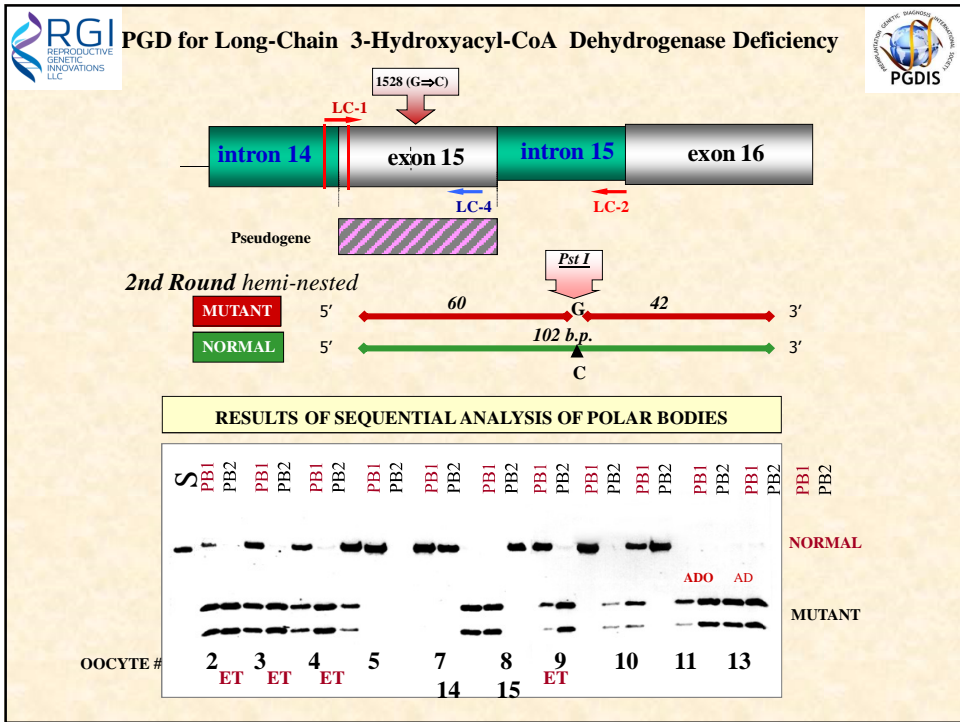 RGI
REPRODUCTIVE
GENETIC
INNOVATIONS
LLC
PGD for Long-Chain 3-Hydroxyacyl-CoA Dehydrogenase Deficiency
PREIMPLANTATION GENETIC DIAGNOSIS INTERNATIONAL SOCIETY
PGDIS
1528 (G⇒C)
LC-1
intron 14
exon 15
intron 15
exon 16
LC-4
LC-2
Pseudogene
Pst I
2nd Round hemi-nested
MUTANT 5' 60 G 42 3'
NORMAL 5' 102 b.p. 3'
C
RESULTS OF SEQUENTIAL ANALYSIS OF POLAR BODIES
S PB1 PB2 PB1 PB2 PB1 PB2 PB1 PB2 PB1 PB2 PB1 PB2 PB1 PB2 PB1 PB2 PB1 PB2 PB1 PB2 PB1 PB2 PB1 PB2
NORMAL
ADO AD
MUTANT
OOCYTE # 2 3 4 5 7 8 9 10 11 13
ET ET ET ET
14 15